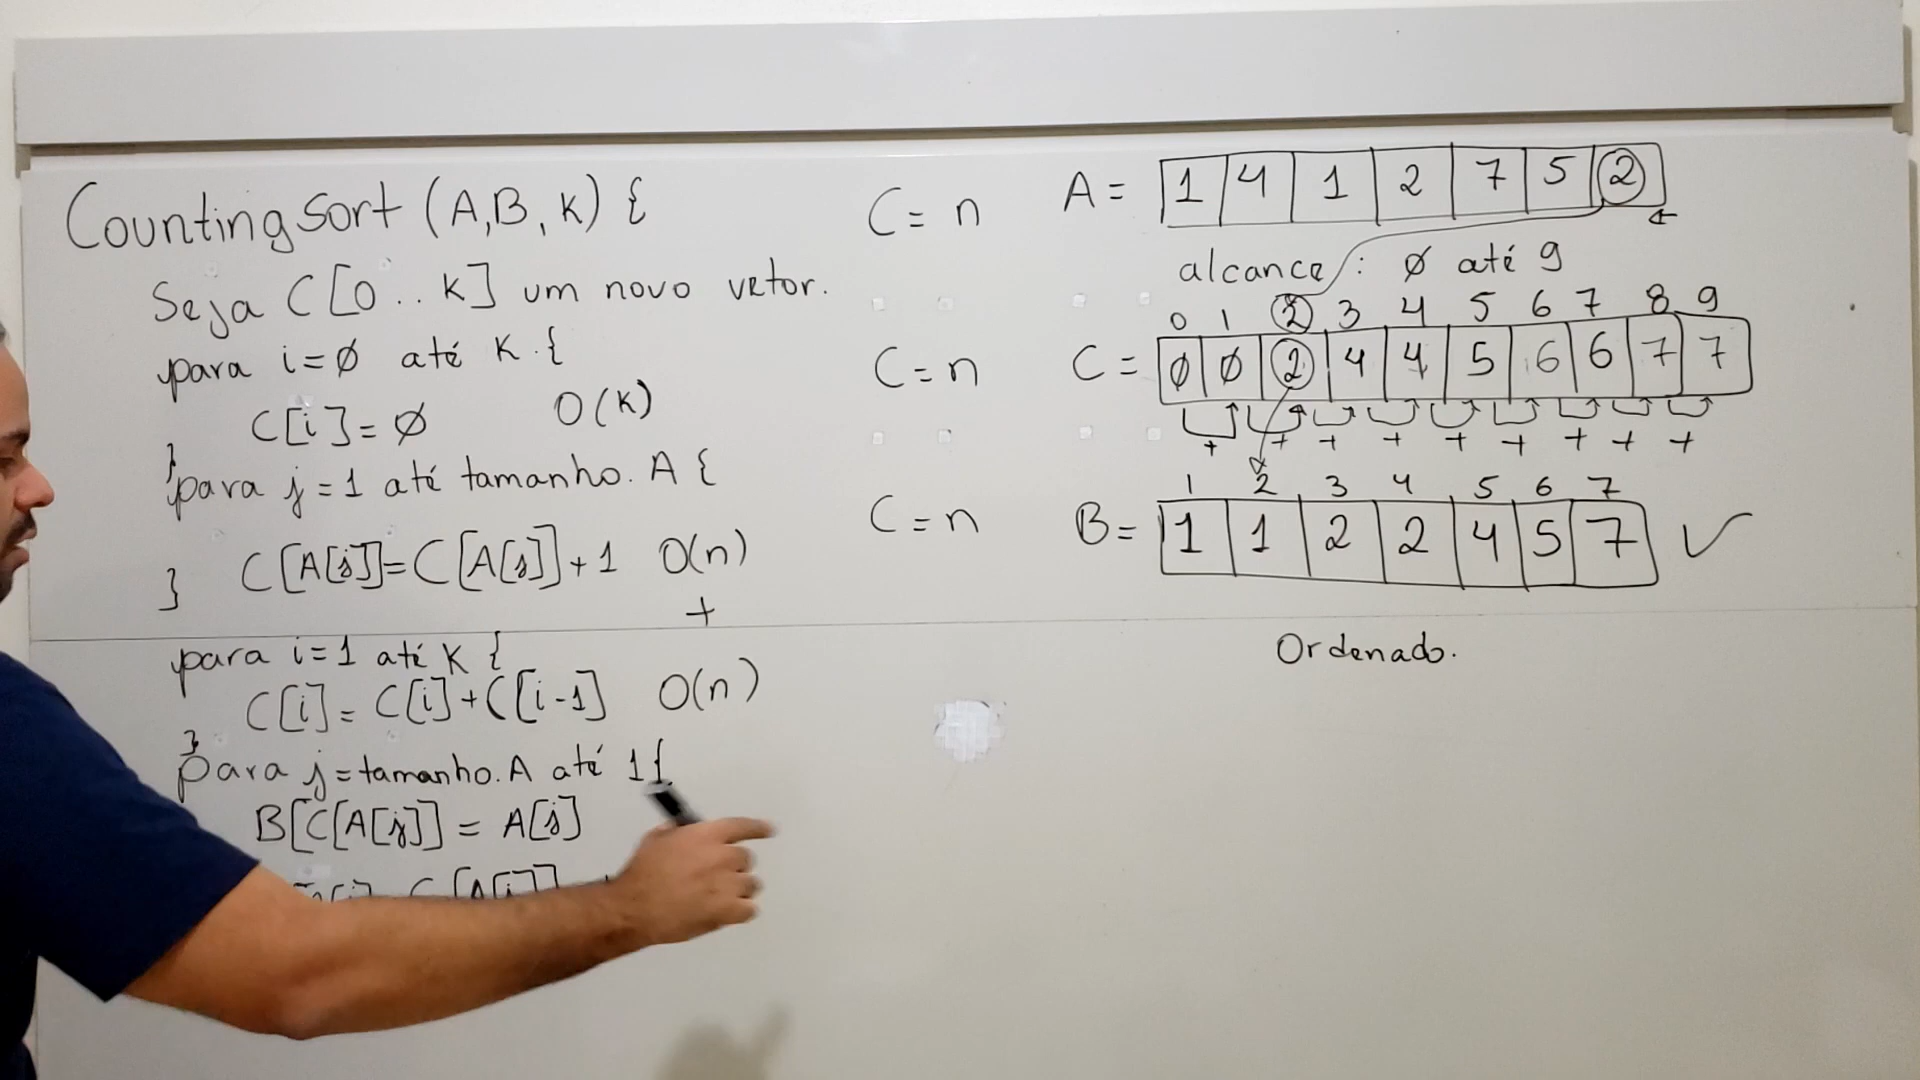 CountingSort (A,B,K) {
Seja C[0..K] um novo vetor.
para i=Ø até K {
C[i]=Ø O(K)
}
para j=1 até tamanho.A {
C[A[j]]=C[A[j]]+1 O(n)
}
+
para i=1 até K {
C[i]=C[i]+C[i-1] O(n)
}
para j=tamanho.A até 1{
B[C[A[j]] = A[j]
C[A[j]]
C=n
C=n
C=n
A= 1 4 1 2 7 5 2
alcance: Ø até 9
0 1 2 3 4 5 6 7 8 9
C= Ø Ø 2 4 4 5 6 6 7 7
+ + + + + + + + +
1 2 3 4 5 6 7
B= 1 1 2 2 4 5 7 ✓
Ordenado.